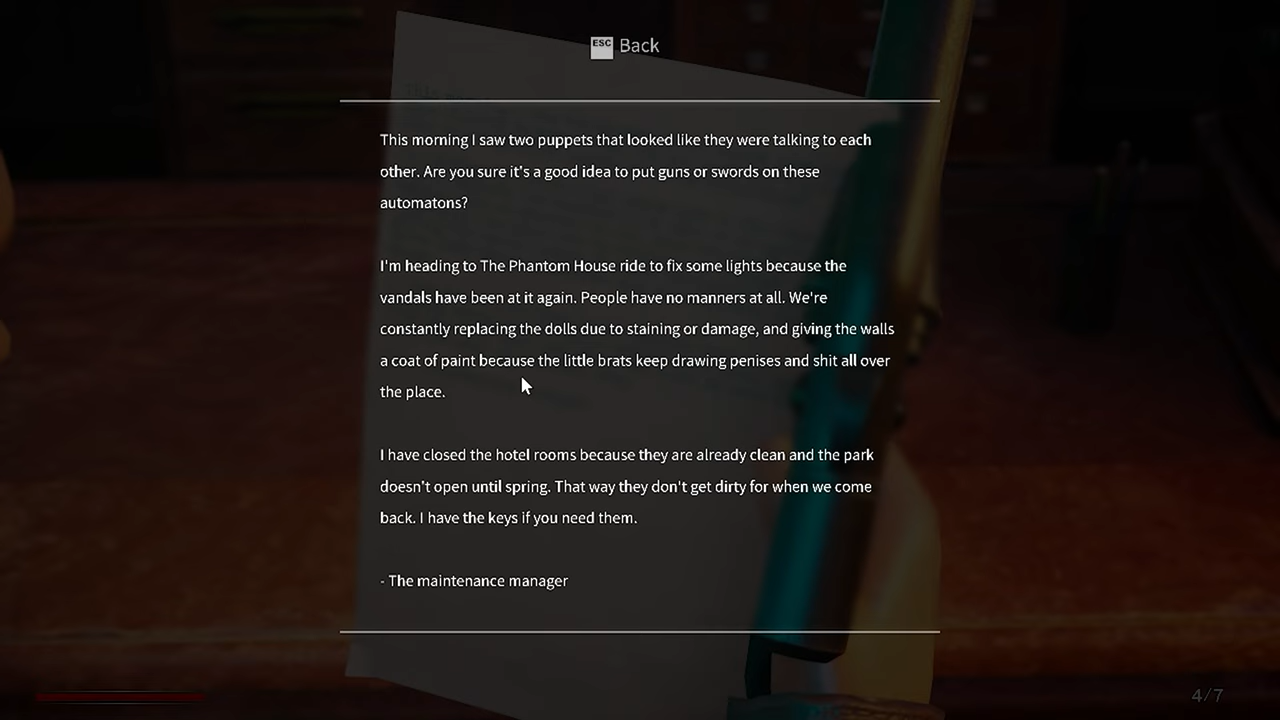 ESC Back
This morning I saw two puppets that looked like they were talking to each
other. Are you sure it's a good idea to put guns or swords on these
automatons?
I'm heading to The Phantom House ride to fix some lights because the
vandals have been at it again. People have no manners at all. We're
constantly replacing the dolls due to staining or damage, and giving the walls
a coat of paint because the little brats keep drawing penises and shit all over
the place.
I have closed the hotel rooms because they are already clean and the park
doesn't open until spring. That way they don't get dirty for when we come
back. I have the keys if you need them.
- The maintenance manager
4/7